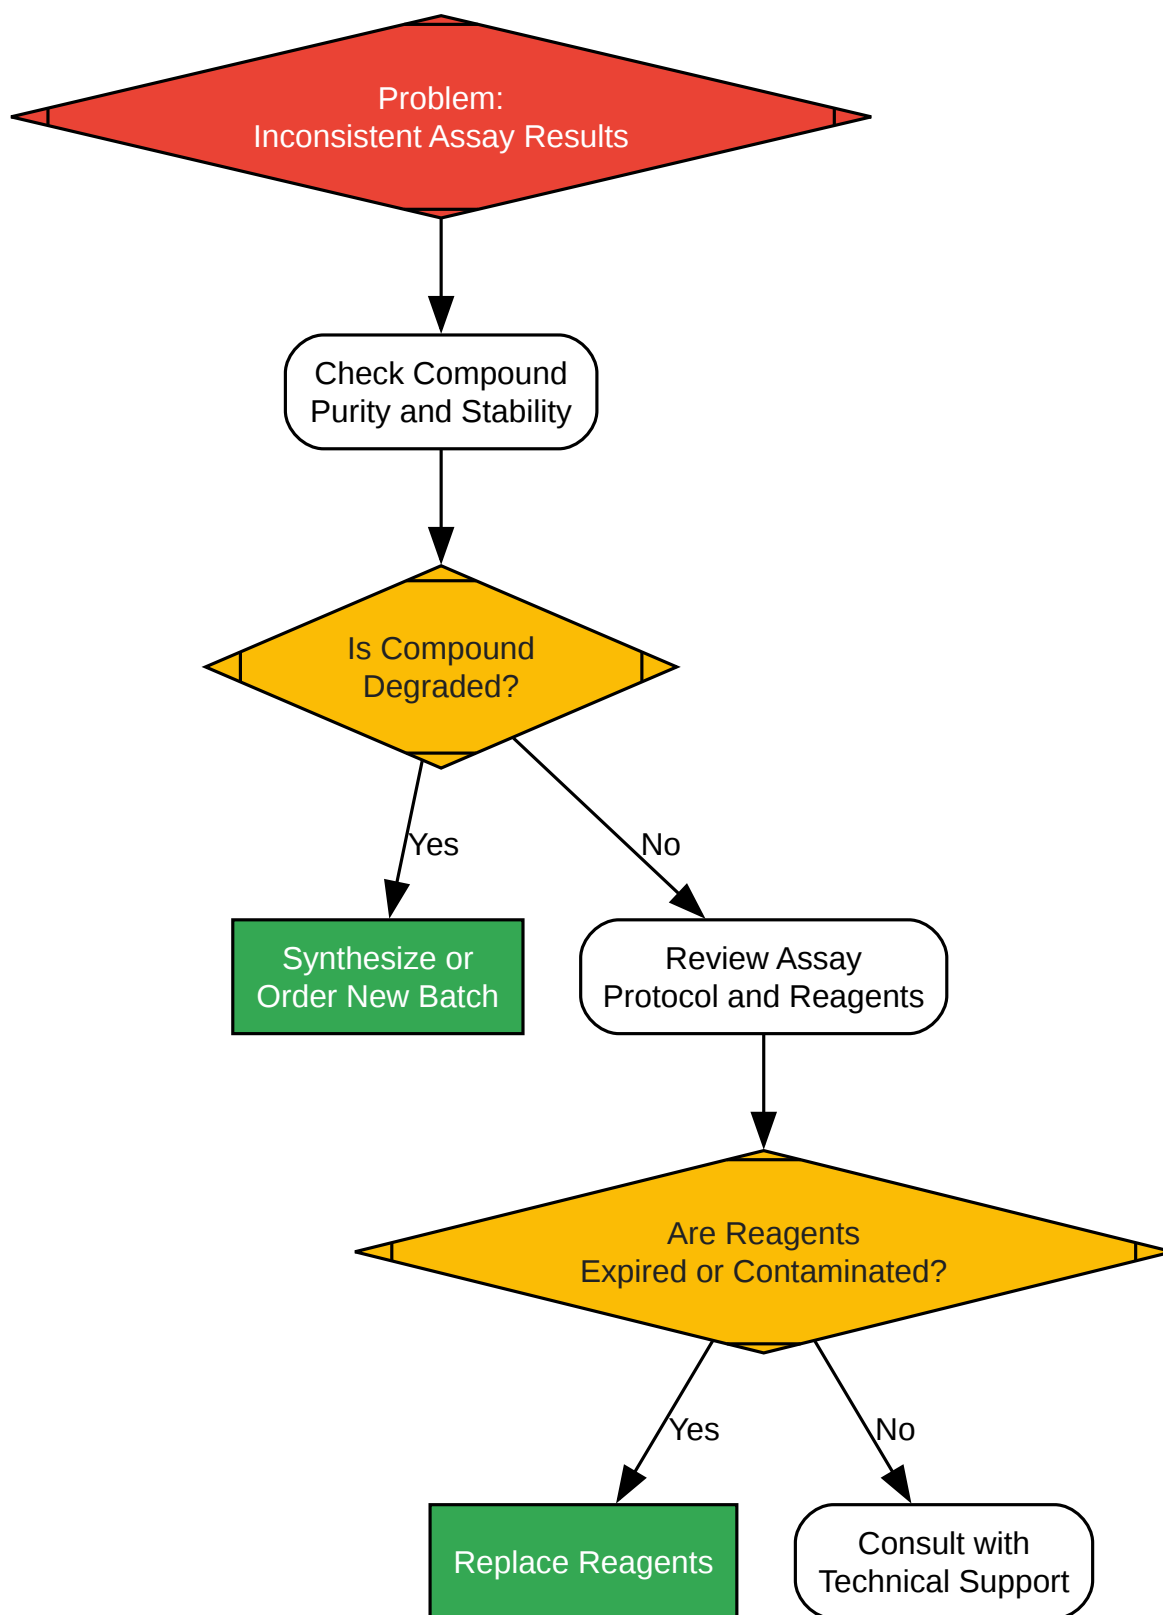 Problem:
Inconsistent Assay Results
Check Compound
Purity and Stability
Is Compound
Degraded?
Yes
No
Synthesize or
Order New Batch
Review Assay
Protocol and Reagents
Are Reagents
Expired or Contaminated?
Yes
No
Replace Reagents
Consult with
Technical Support